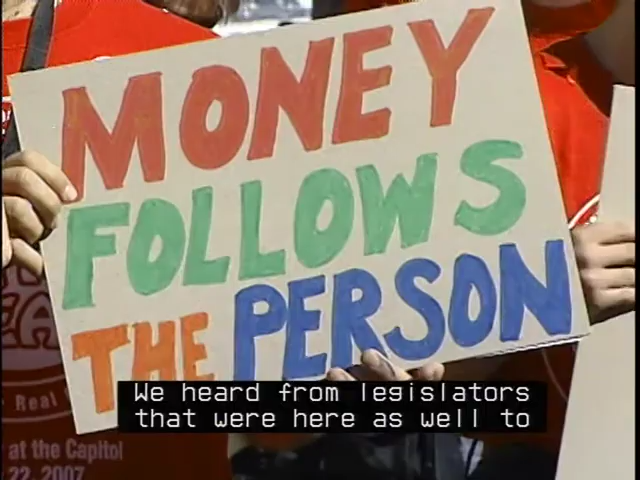 MONEY
FOLLOWS
THE PERSON
We heard from legislators
that were here as well to
Real
at the Capitol
22, 2007